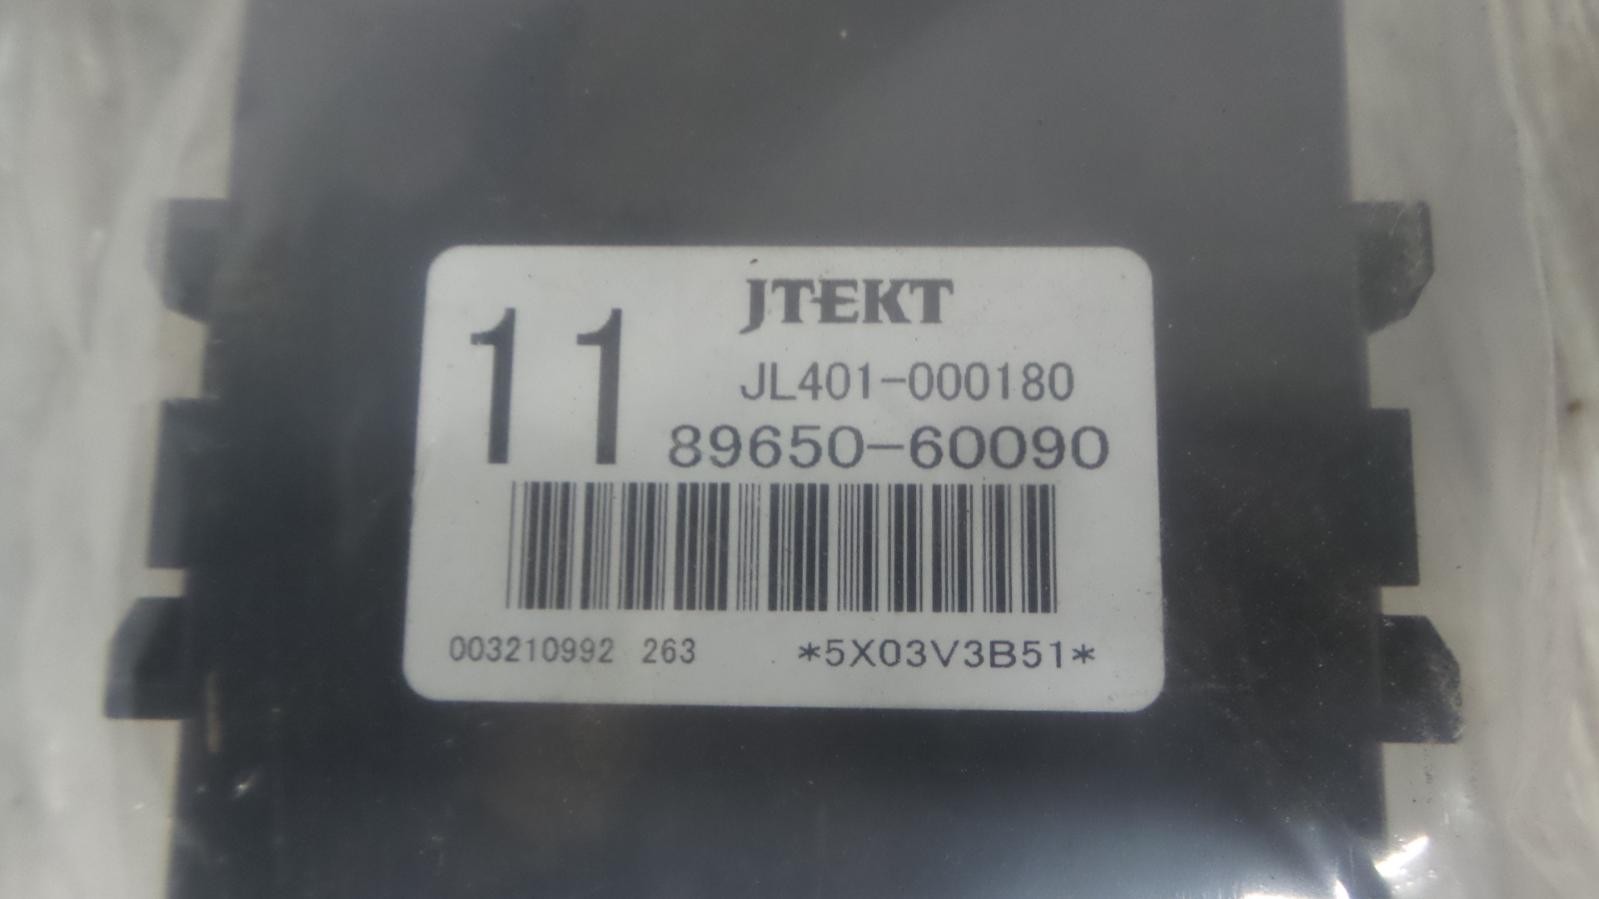 JTEKT
11
JL401-000180
89650-60090
003210992 263 *5X03V3B51*